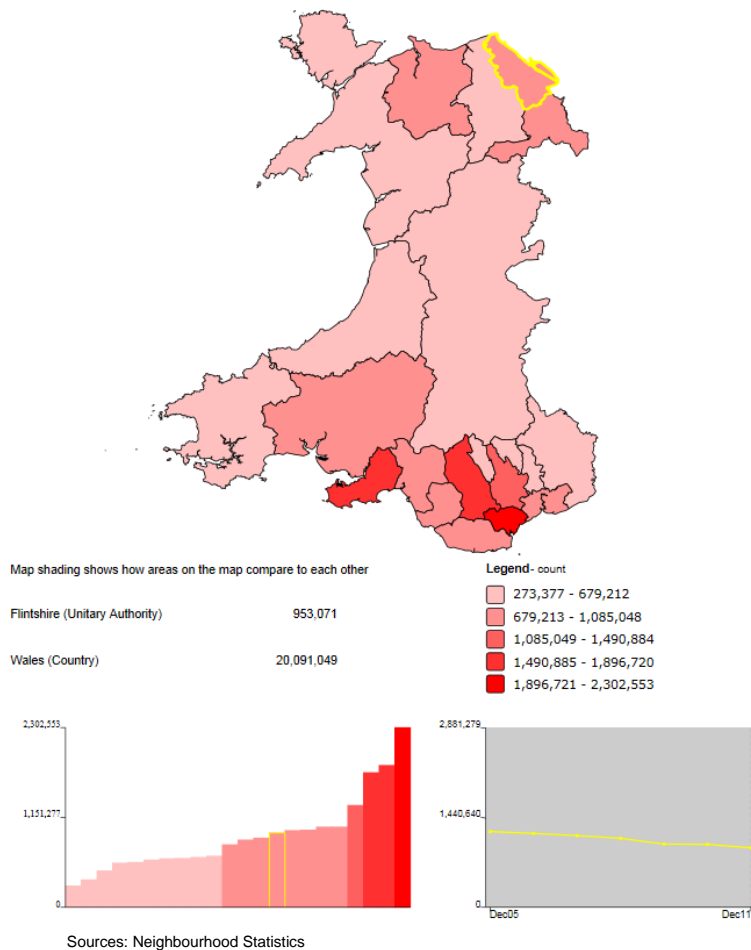 Map shading shows how areas on the map compare to each other
Flintshire (Unitary Authority) 953,071
Wales (Country) 20,091,049
Legend- count
273,377 - 679,212
679,213 - 1,085,048
1,085,049 - 1,490,884
1,490,885 - 1,896,720
1,896,721 - 2,302,553
2,302,553
1,151,277
0
2,881,279
1,440,640
0
Dec05 Dec11
Sources: Neighbourhood Statistics